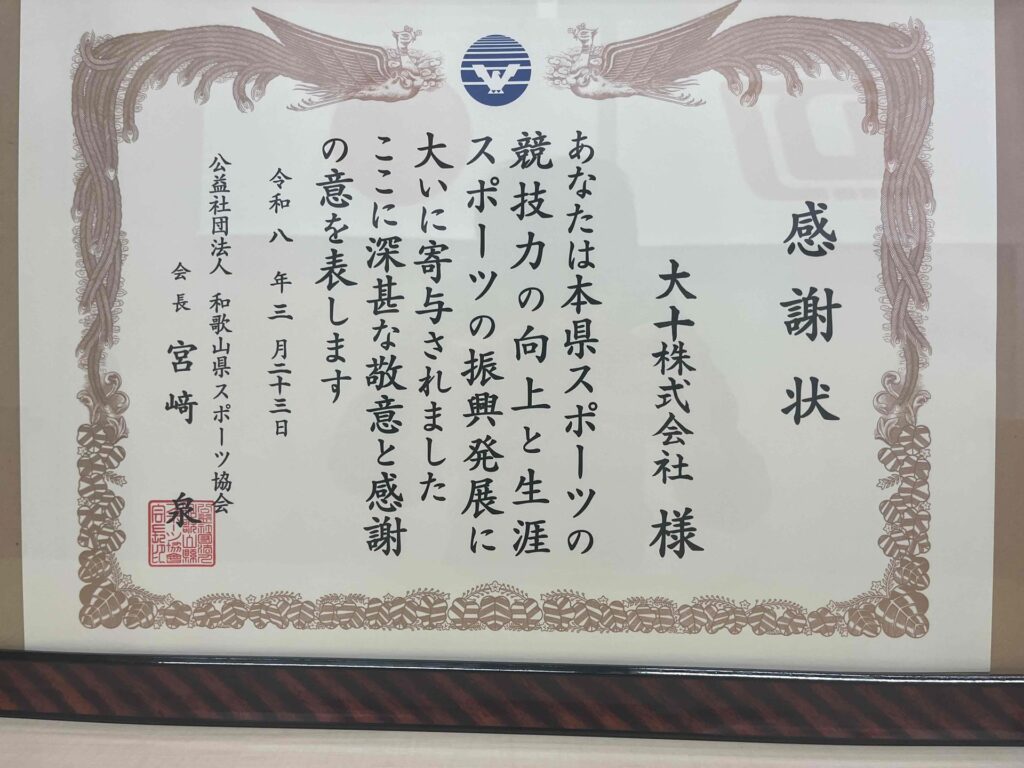 感謝状
大十株式会社 様
あなたは本県スポーツの
競技力の向上と生涯
スポーツの振興発展に
大いに寄与されました
ここに深甚な敬意と感謝
の意を表します
令和八年三月二十三日
公益社団法人 和歌山県スポーツ協会
会長 宮﨑 泉